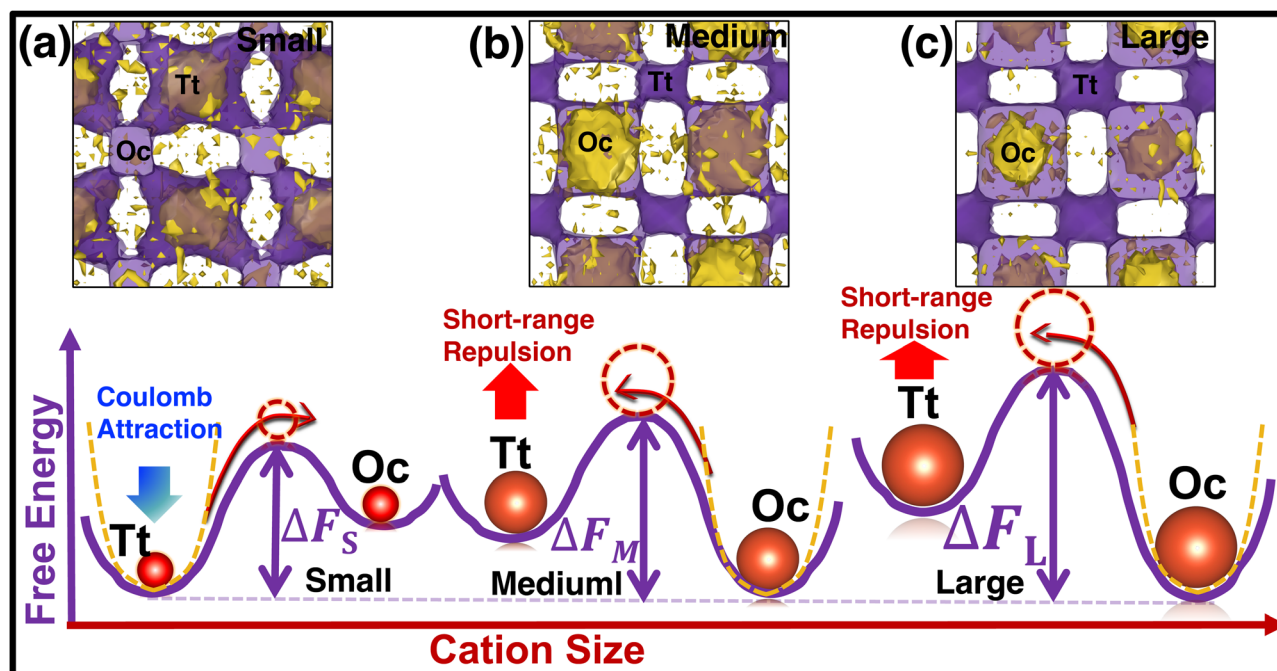 (a)
Small
Tt
Oc
(b)
Medium
Tt
Oc
(c)
Large
Tt
Oc
Free Energy
Coulomb
Attraction
Tt
Oc
ΔF_S
Small
Short-range
Repulsion
Tt
Oc
ΔF_M
Mediuml
Short-range
Repulsion
Tt
Oc
ΔF_L
Large
Cation Size